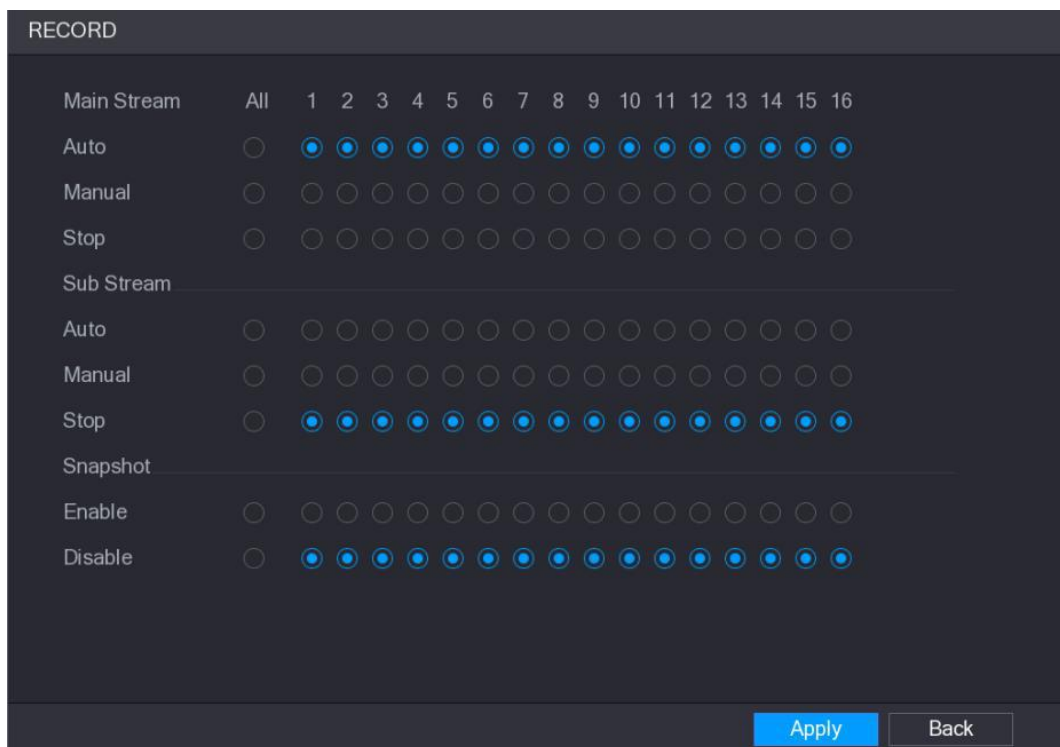 RECORD
Main Stream All 1 2 3 4 5 6 7 8 9 10 11 12 13 14 15 16
Auto
Manual
Stop
Sub Stream
Auto
Manual
Stop
Snapshot
Enable
Disable
Apply Back